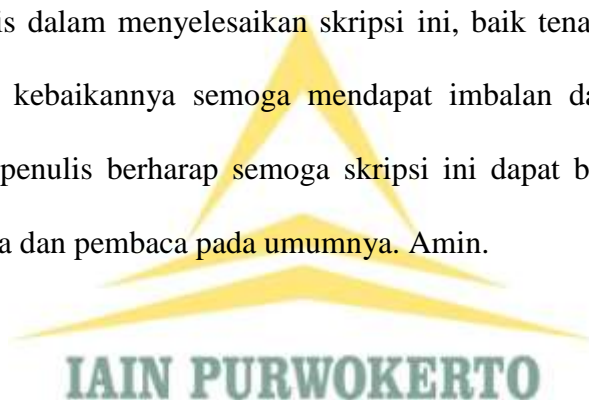 is dalam menyelesaikan skripsi ini, baik tena
kebaikannya semoga mendapat imbalan da
penulis berharap semoga skripsi ini dapat b
a dan pembaca pada umumnya. Amin.
IAIN PURWOKERTO